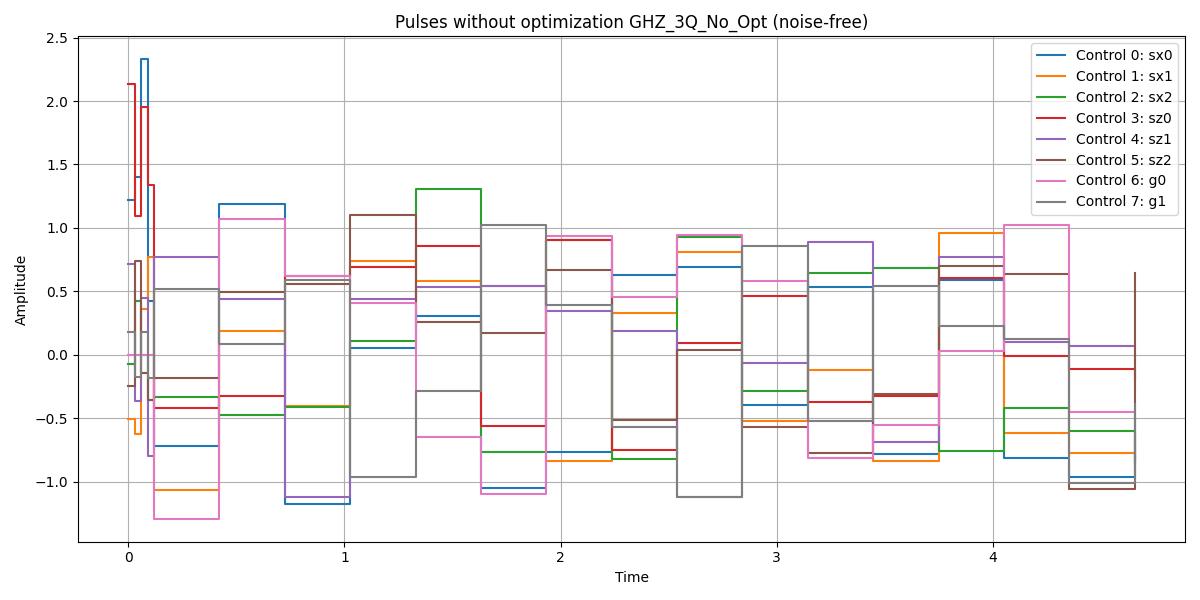 Pulses without optimization GHZ_3Q_No_Opt (noise-free)
2.5
2.0
1.5
1.0
0.5
0.0
−0.5
−1.0
Amplitude
0
1
2
3
4
Time
Control 0: sx0
Control 1: sx1
Control 2: sx2
Control 3: sz0
Control 4: sz1
Control 5: sz2
Control 6: g0
Control 7: g1